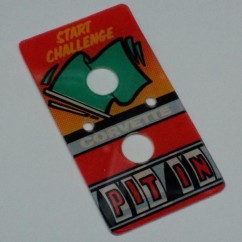 START
CHALLENGE
CORVETTE
PIT IN